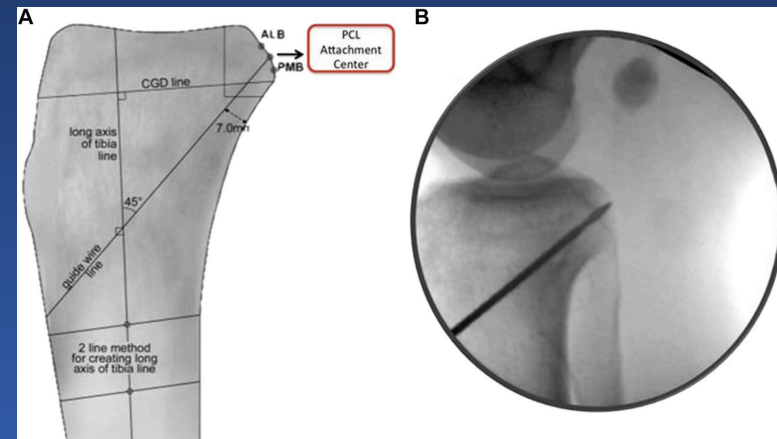 A
B
ALB
PCL
Attachment
Center
PMB
CGD line
7.0mm
long axis
of tibia
line
45°
guide wire
line
2 line method
for creating long
axis of tibia line